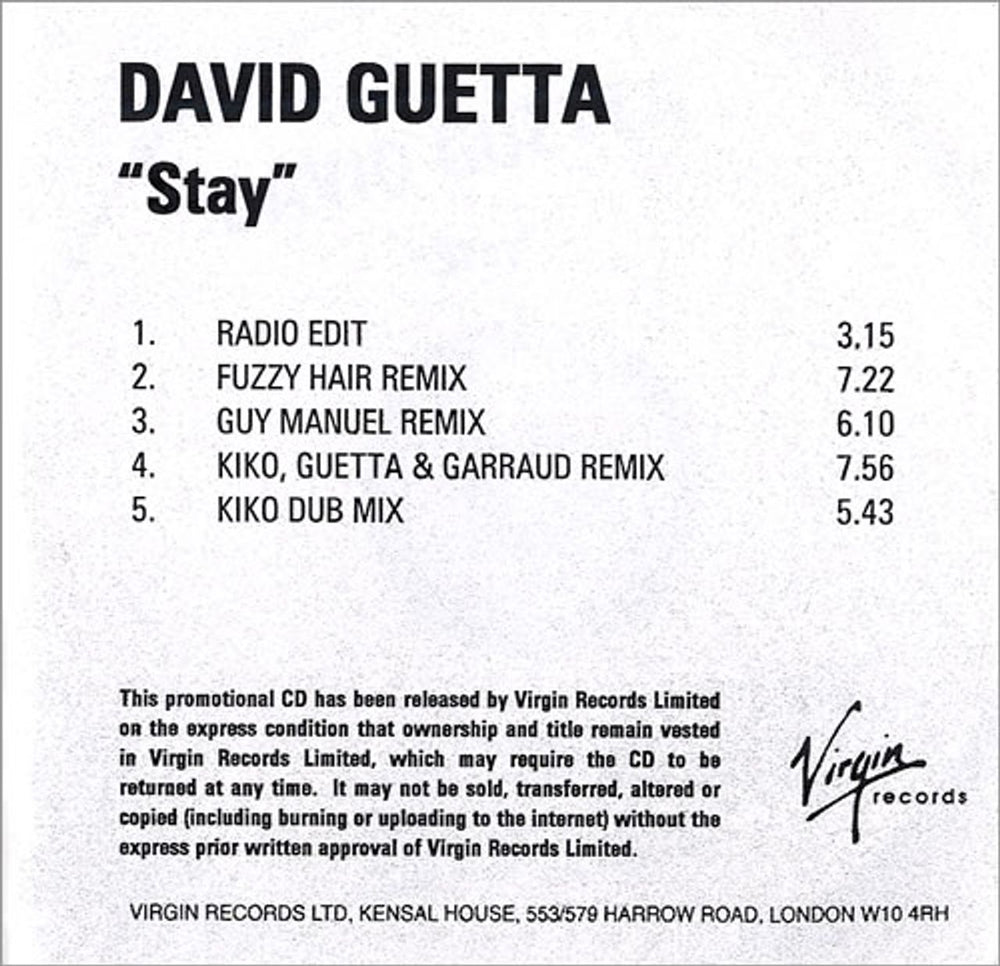 DAVID GUETTA
“Stay”
1. RADIO EDIT 3.15
2. FUZZY HAIR REMIX 7.22
3. GUY MANUEL REMIX 6.10
4. KIKO, GUETTA & GARRAUD REMIX 7.56
5. KIKO DUB MIX 5.43
This promotional CD has been released by Virgin Records Limited
on the express condition that ownership and title remain vested
in Virgin Records Limited, which may require the CD to be
returned at any time. It may not be sold, transferred, altered or
copied (including burning or uploading to the internet) without the
express prior written approval of Virgin Records Limited.
Virgin
records
VIRGIN RECORDS LTD, KENSAL HOUSE, 553/579 HARROW ROAD, LONDON W10 4RH